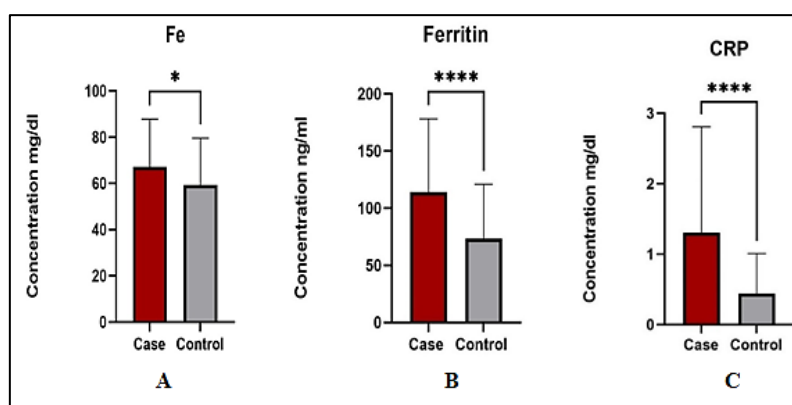 Fe
*
Concentration mg/dl
100
80
60
40
20
0
Case Control
A
Ferritin
****
Concentration ng/ml
200
150
100
50
0
Case Control
B
CRP
****
Concentration mg/dl
3
2
1
0
Case Control
C